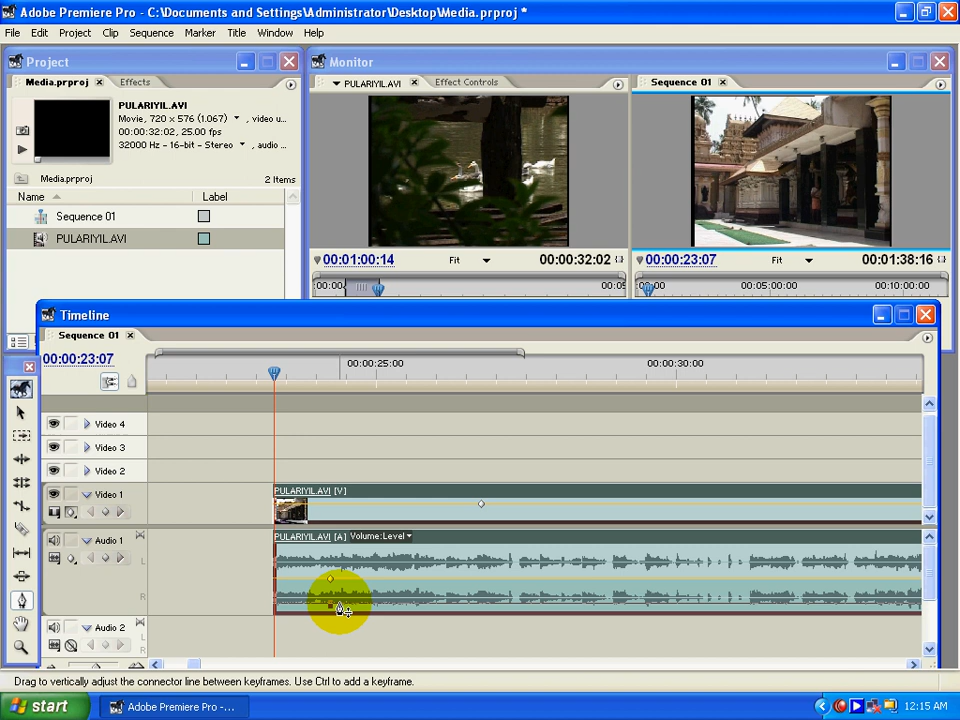 Adobe Premiere Pro - C:\Documents and Settings\Administrator\Desktop\Media.prproj *
File Edit Project Clip Sequence Marker Title Window Help
Project
Monitor
Media.prproj Effects
PULARIYIL.AVI Effect Controls
Sequence 01
PULARIYIL.AVI
Movie, 720 x 576 (1.067) , video u...
00:00:32:02, 25.00 fps
32000 Hz - 16-bit - Stereo , audio ...
Media.prproj 2 Items
Name Label
Sequence 01
PULARIYIL.AVI
00:01:00:14 Fit 00:00:32:02
00:00:23:07 Fit 00:01:38:16
00:05:00:00 00:10:00:00
Timeline
Sequence 01
00:00:23:07
00:00:25:00 00:00:30:00
Video 4
Video 3
Video 2
Video 1
PULARIYIL.AVI [V]
Audio 1
PULARIYIL.AVI [A] Volume:Level
L
R
Audio 2
L
R
Drag to vertically adjust the connector line between keyframes. Use Ctrl to add a keyframe.
start
Adobe Premiere Pro -...
12:15 AM